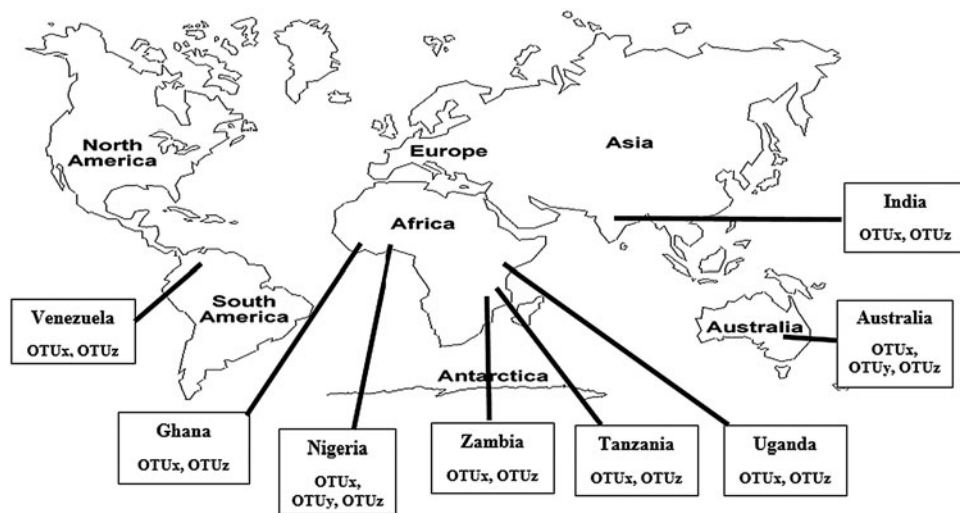 North
America
Europe
Asia
Africa
South
America
Australia
Antarctica
India
OTUx, OTUz
Venezuela
OTUx, OTUz
Australia
OTUx,
OTUy, OTUz
Ghana
OTUx, OTUz
Nigeria
OTUx,
OTUy, OTUz
Zambia
OTUx, OTUz
Tanzania
OTUx, OTUz
Uganda
OTUx, OTUz